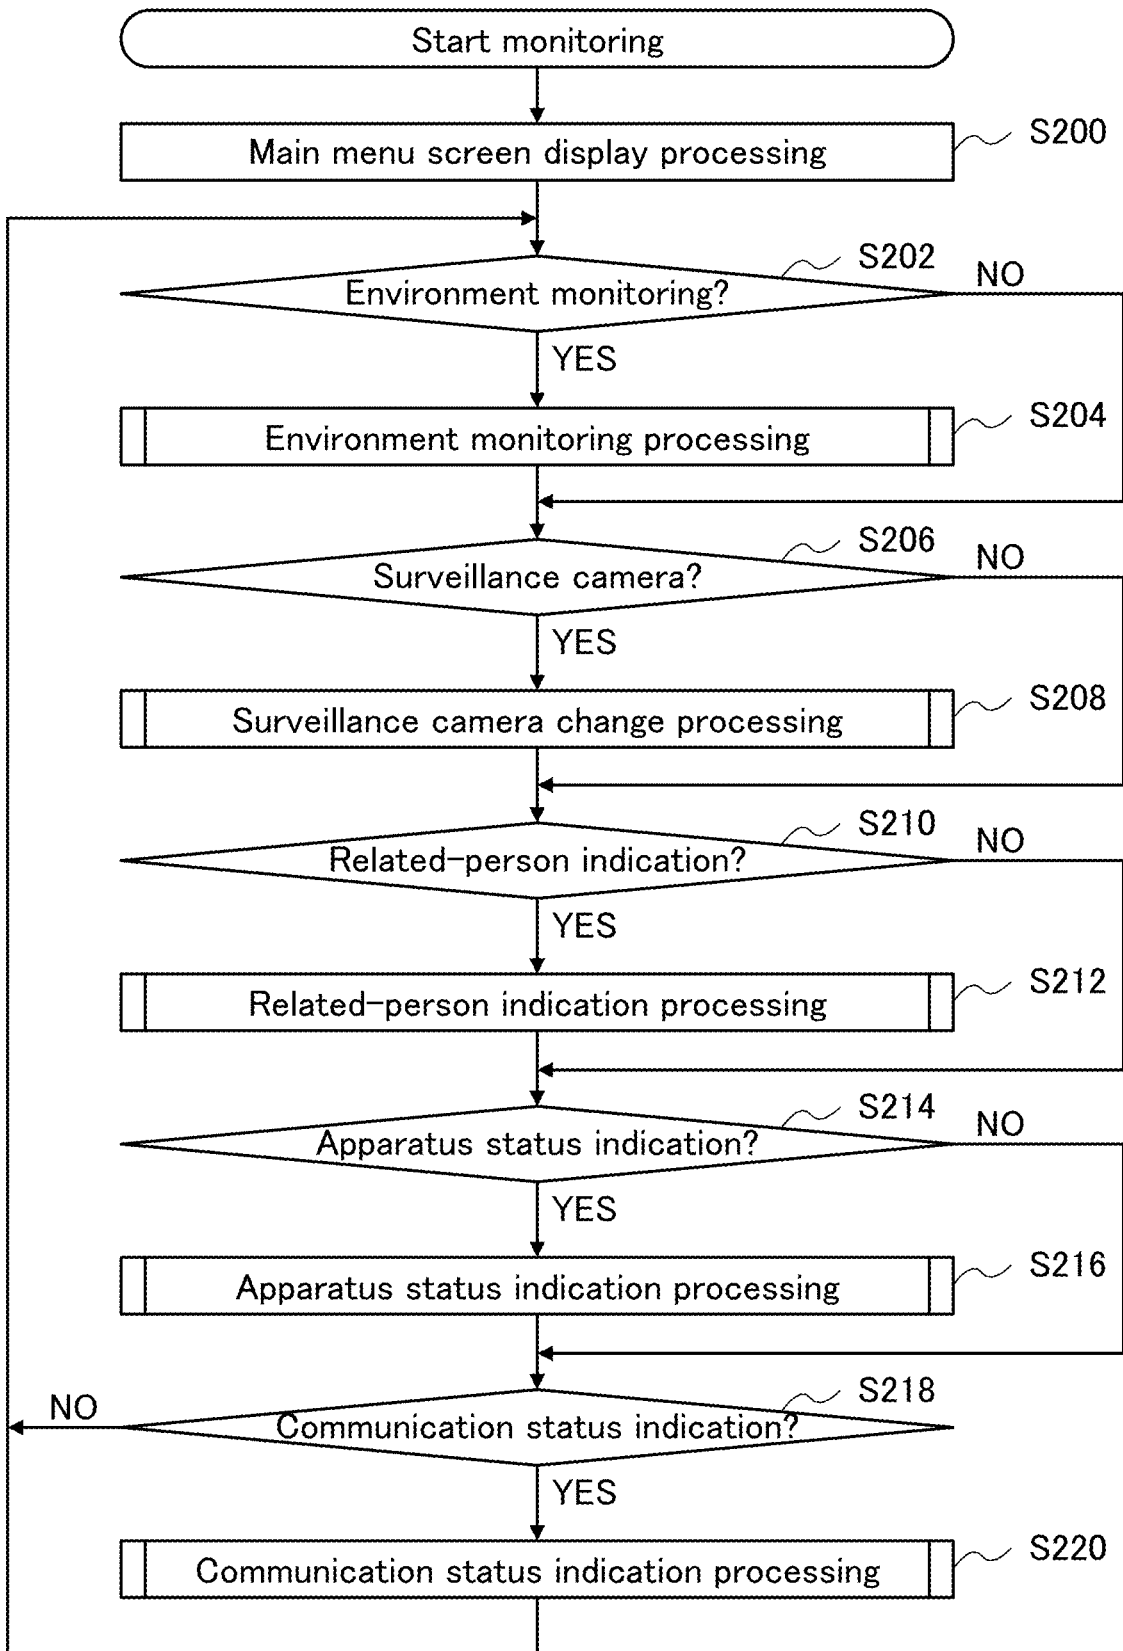 Start monitoring
Main menu screen display processing
S200
S202
Environment monitoring?
NO
YES
Environment monitoring processing
S204
S206
Surveillance camera?
NO
YES
Surveillance camera change processing
S208
S210
Related-person indication?
NO
YES
Related-person indication processing
S212
S214
Apparatus status indication?
NO
YES
Apparatus status indication processing
S216
S218
NO
Communication status indication?
YES
Communication status indication processing
S220